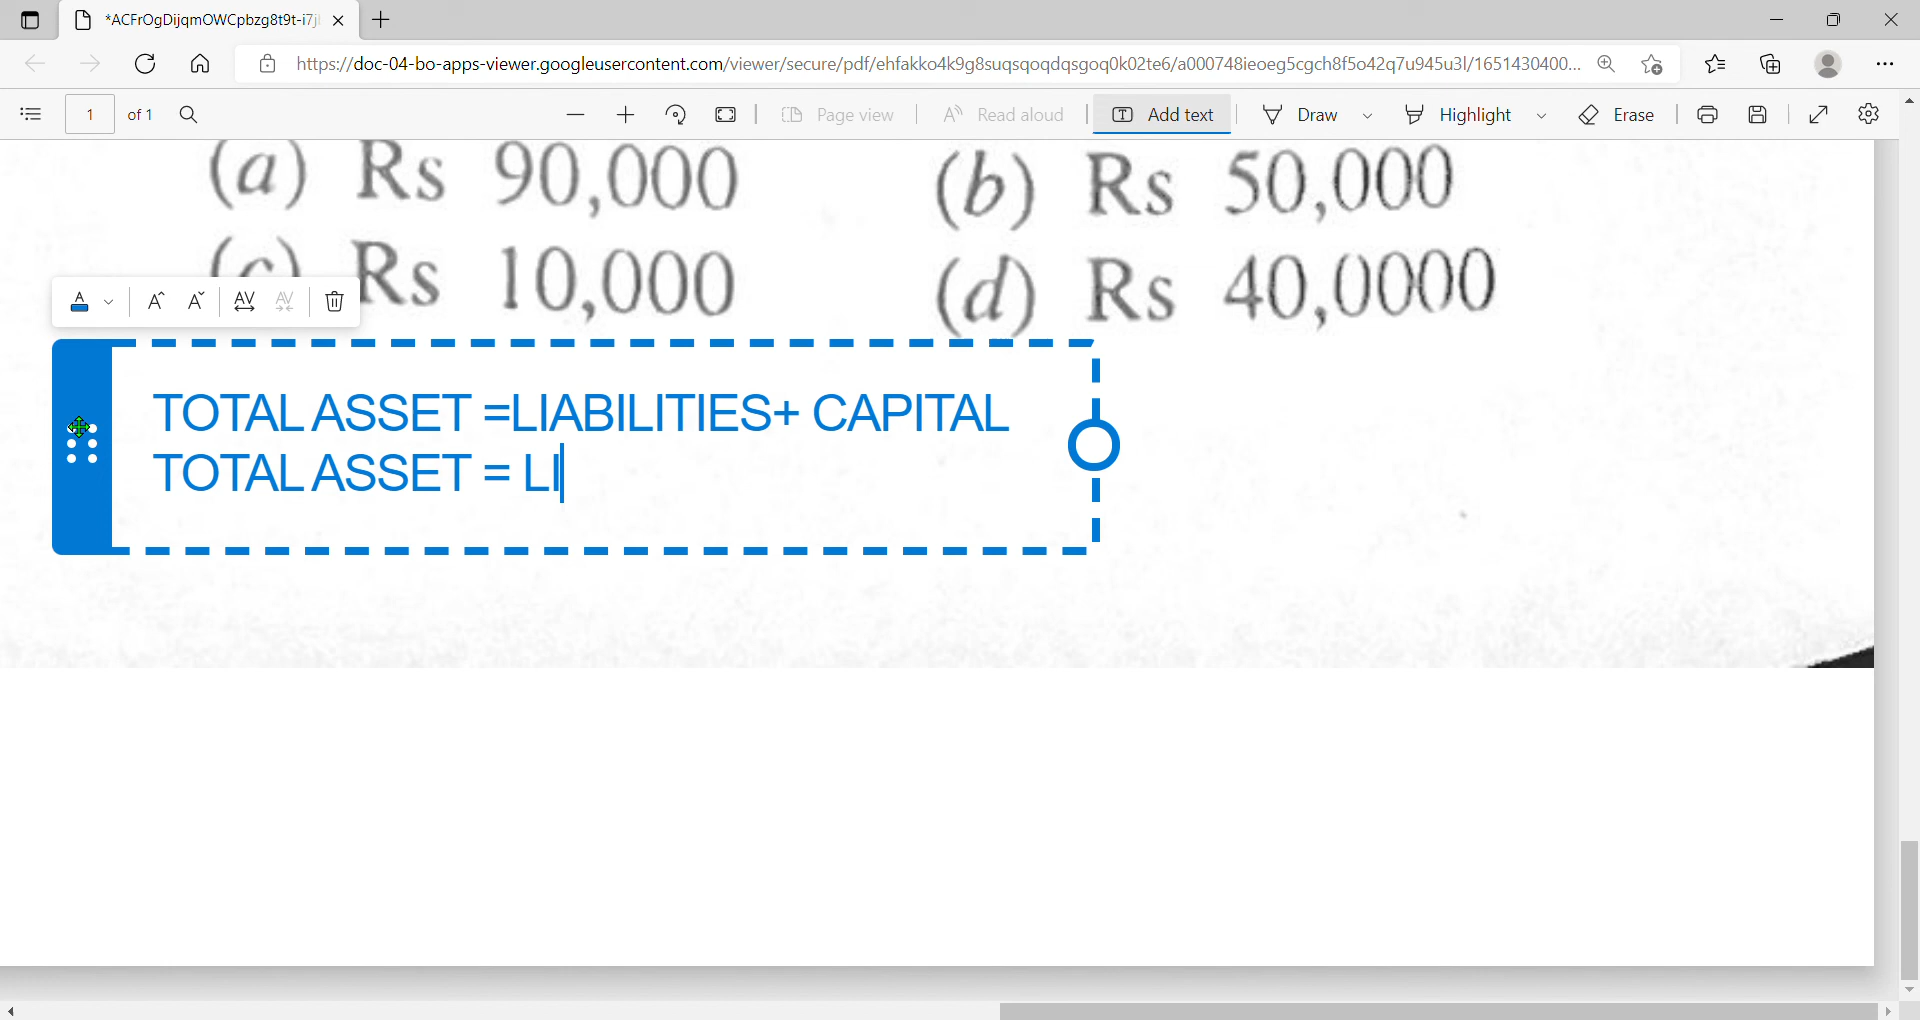 *ACFrOgDijqmOWCpbzg8t9t-i7jl
https://doc-04-bo-apps-viewer.googleusercontent.com/viewer/secure/pdf/ehfakko4k9g8suqsqoqdqsgoq0k02te6/a000748ieoeg5cgch8f5o42q7u945u3l/1651430400...
1 of 1 Page view Read aloud Add text Draw Highlight Erase
(a) Rs 90,000 (b) Rs 50,000
(c) Rs 10,000 (d) Rs 40,0000
TOTAL ASSET =LIABILITIES+ CAPITAL
TOTAL ASSET = LI